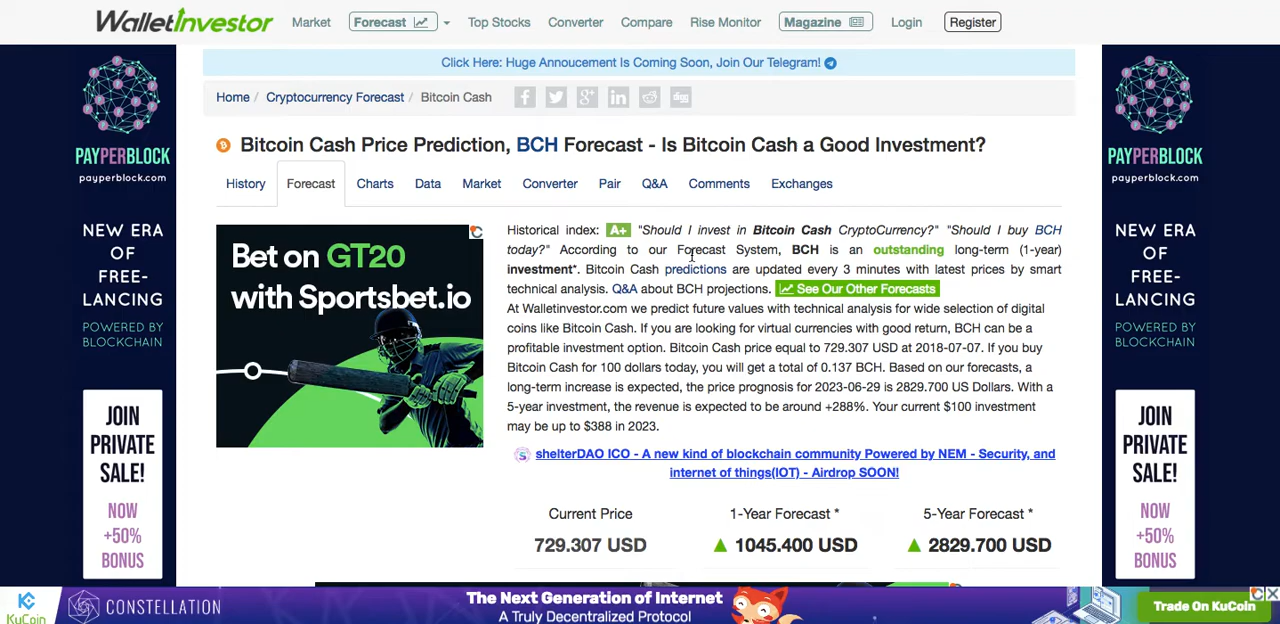 WalletInvestor Market Forecast Top Stocks Converter Compare Rise Monitor Magazine Login Register
Click Here: Huge Annoucement Is Coming Soon, Join Our Telegram!
Home / Cryptocurrency Forecast / Bitcoin Cash
Bitcoin Cash Price Prediction, BCH Forecast - Is Bitcoin Cash a Good Investment?
History Forecast Charts Data Market Converter Pair Q&A Comments Exchanges
Bet on GT20
with Sportsbet.io
Historical index: A+ "Should I invest in Bitcoin Cash CryptoCurrency?" "Should I buy BCH
today?" According to our Forecast System, BCH is an outstanding long-term (1-year)
investment*. Bitcoin Cash predictions are updated every 3 minutes with latest prices by smart
technical analysis. Q&A about BCH projections. See Our Other Forecasts
At Walletinvestor.com we predict future values with technical analysis for wide selection of digital
coins like Bitcoin Cash. If you are looking for virtual currencies with good return, BCH can be a
profitable investment option. Bitcoin Cash price equal to 729.307 USD at 2018-07-07. If you buy
Bitcoin Cash for 100 dollars today, you will get a total of 0.137 BCH. Based on our forecasts, a
long-term increase is expected, the price prognosis for 2023-06-29 is 2829.700 US Dollars. With a
5-year investment, the revenue is expected to be around +288%. Your current $100 investment
may be up to $388 in 2023.
shelterDAO ICO - A new kind of blockchain community Powered by NEM - Security, and
internet of things(IOT) - Airdrop SOON!
Current Price 1-Year Forecast * 5-Year Forecast *
729.307 USD 1045.400 USD 2829.700 USD
PAYPERBLOCK
payperblock.com
NEW ERA
OF
FREE-
LANCING
POWERED BY
BLOCKCHAIN
JOIN
PRIVATE
SALE!
NOW
+50%
BONUS
PAYPERBLOCK
payperblock.com
NEW ERA
OF
FREE-
LANCING
POWERED BY
BLOCKCHAIN
JOIN
PRIVATE
SALE!
NOW
+50%
BONUS
KuCoin
CONSTELLATION
The Next Generation of Internet
A Truly Decentralized Protocol
Trade On KuCoin